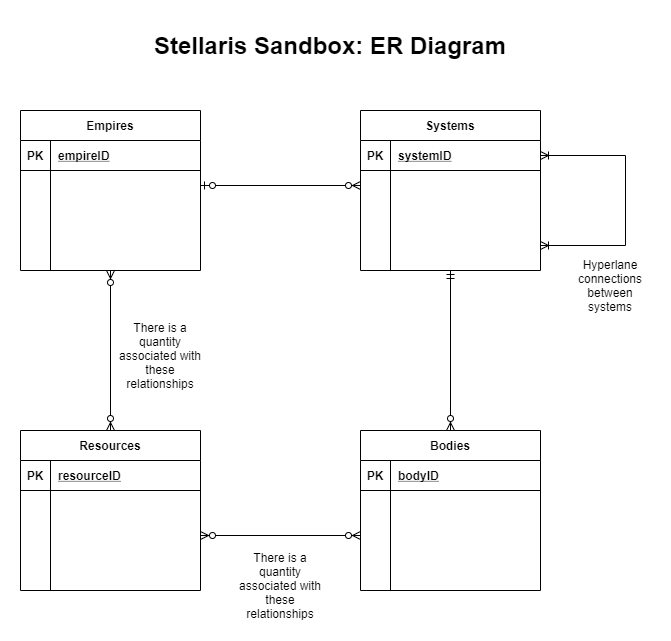 Stellaris Sandbox: ER Diagram
Empires
PK empireID
Systems
PK systemID
Hyperlane
connections
between
systems
There is a
quantity
associated with
these
relationships
Resources
PK resourceID
Bodies
PK bodyID
There is a
quantity
associated with
these
relationships